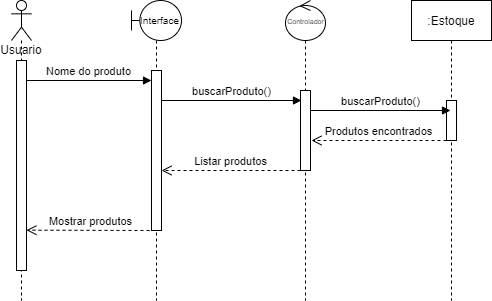 Usuario
Interface
Controlador
:Estoque
Nome do produto
buscarProduto()
buscarProduto()
Produtos encontrados
Listar produtos
Mostrar produtos